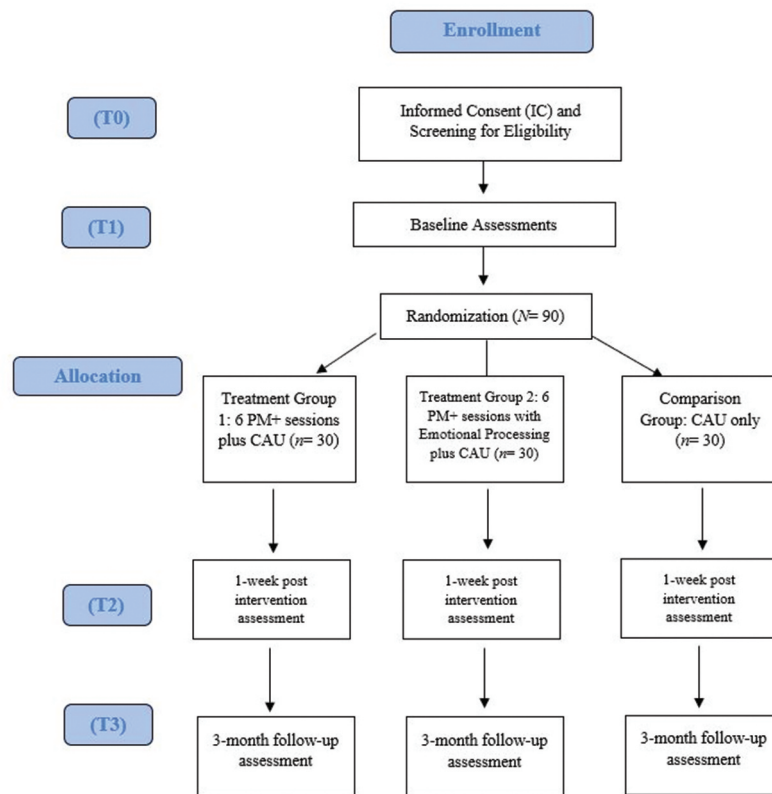 Enrollment
(T0)
Informed Consent (IC) and
Screening for Eligibility
(T1)
Baseline Assessments
Randomization (N= 90)
Allocation
Treatment Group
1: 6 PM+ sessions
plus CAU (n= 30)
Treatment Group 2: 6
PM+ sessions with
Emotional Processing
plus CAU (n= 30)
Comparison
Group: CAU only
(n= 30)
(T2)
1-week post
intervention
assessment
1-week post
intervention
assessment
1-week post
intervention
assessment
(T3)
3-month follow-up
assessment
3-month follow-up
assessment
3-month follow-up
assessment